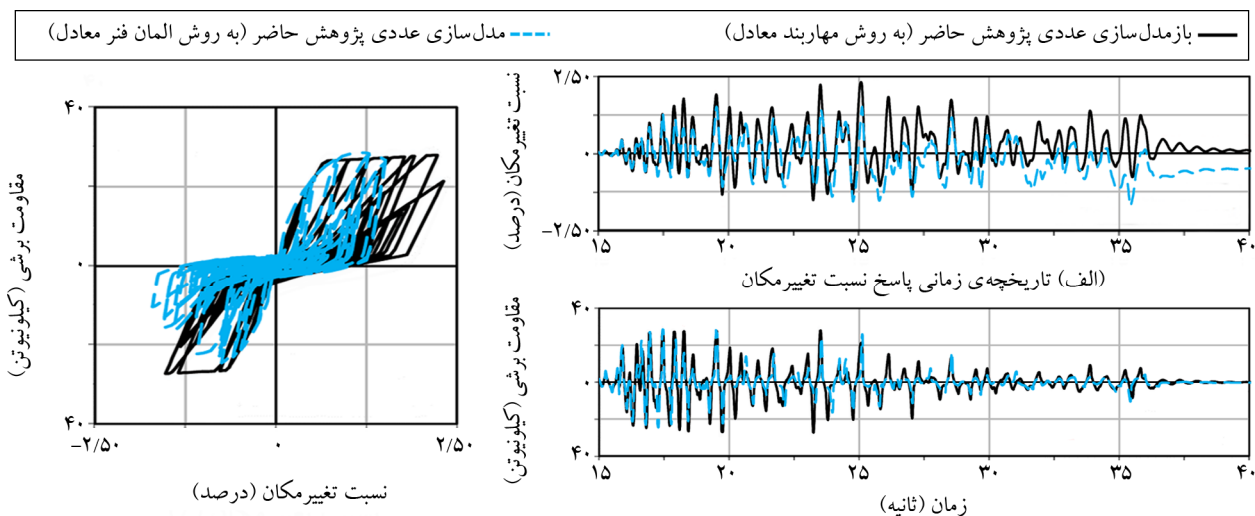 بازمدل‌سازی عددی پژوهش حاضر (به روش مهاربند معادل)
مدل‌سازی عددی پژوهش حاضر (به روش المان فنر معادل)
نسبت تغییرمکان (درصد)
۲/۵۰
۰
-۲/۵۰
۱۵ ۲۰ ۲۵ ۳۰ ۳۵ ۴۰
(الف) تاریخچه‌ی زمانی پاسخ نسبت تغییرمکان
مقاومت برشی (کیلونیوتن)
۴۰
۰
۴۰
۱۵ ۲۰ ۲۵ ۳۰ ۳۵ ۴۰
زمان (ثانیه)
مقاومت برشی (کیلونیوتن)
۴۰
۰
۴۰
-۲/۵۰ ۰ ۲/۵۰
نسبت تغییرمکان (درصد)